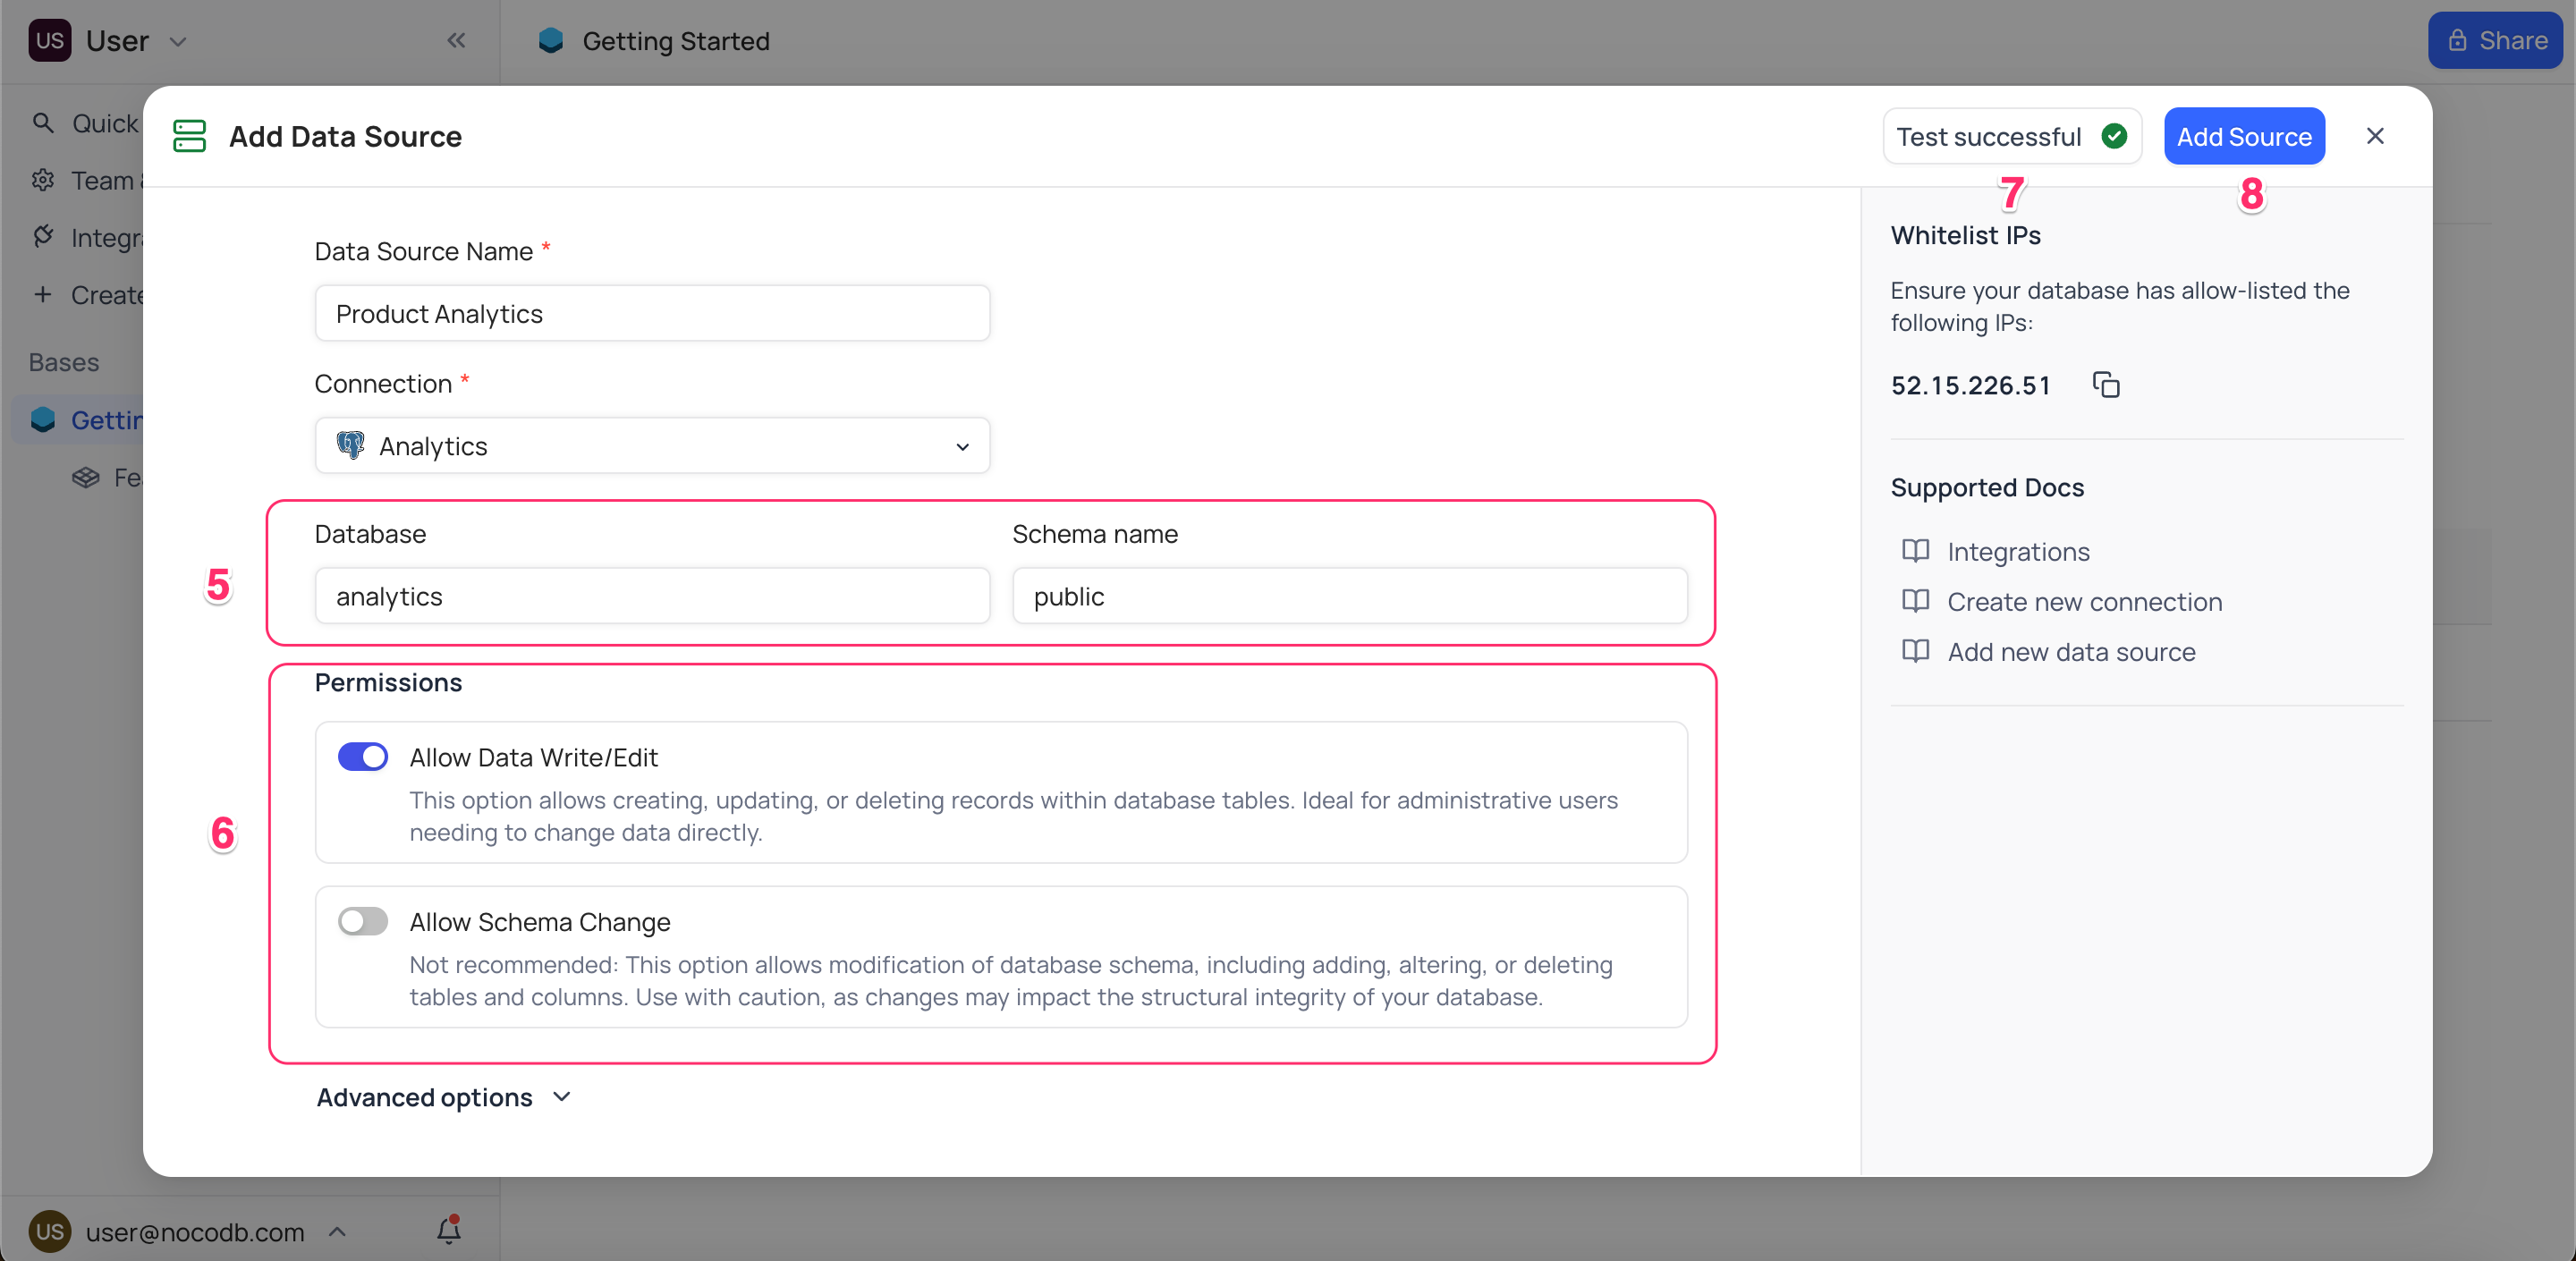 US User
Getting Started
Share
Quick
Team
Integra
Create
Bases
Gettin
Fea
US user@nocodb.com
Add Data Source
Test successful
Add Source
7
8
Data Source Name *
Product Analytics
Connection *
Analytics
5
Database
Schema name
analytics
public
6
Permissions
Allow Data Write/Edit
This option allows creating, updating, or deleting records within database tables. Ideal for administrative users
needing to change data directly.
Allow Schema Change
Not recommended: This option allows modification of database schema, including adding, altering, or deleting
tables and columns. Use with caution, as changes may impact the structural integrity of your database.
Advanced options
Whitelist IPs
Ensure your database has allow-listed the
following IPs:
52.15.226.51
Supported Docs
Integrations
Create new connection
Add new data source